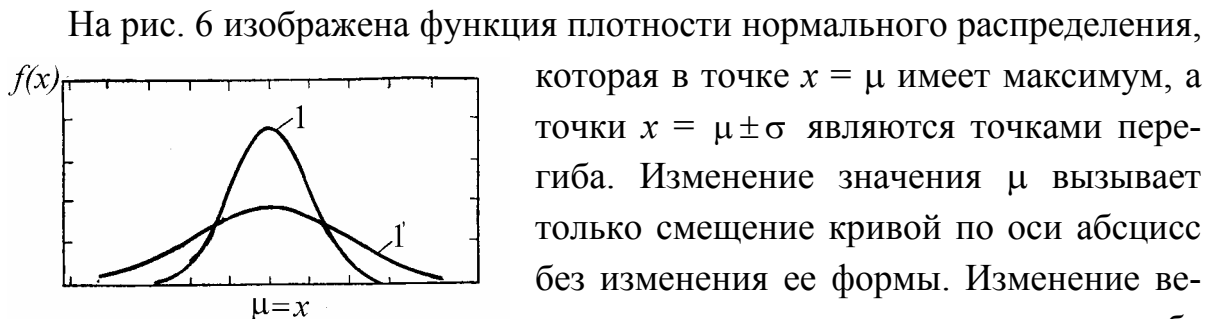 На рис. 6 изображена функция плотности нормального распределения,
которая в точке x = μ имеет максимум, а
точки x = μ ± σ являются точками пере-
гиба. Изменение значения μ вызывает
только смещение кривой по оси абсцисс
без изменения ее формы. Изменение ве-
f(x)
1
1'
μ=x